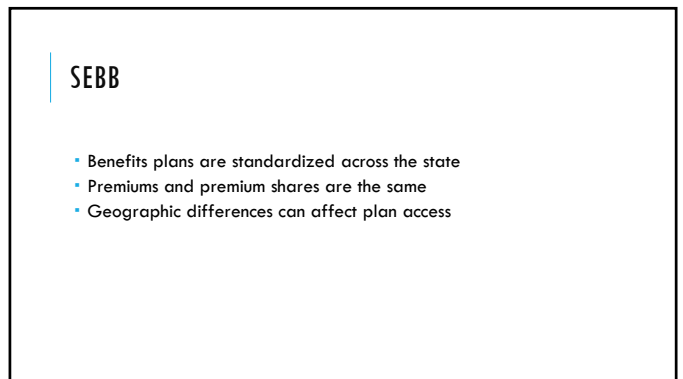 SEBB
▪ Benefits plans are standardized across the state
▪ Premiums and premium shares are the same
▪ Geographic differences can affect plan access